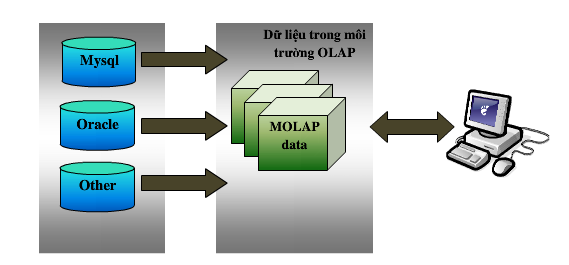 Dữ liệu trong môi
trường OLAP
Mysql
Oracle
Other
MOLAP
data